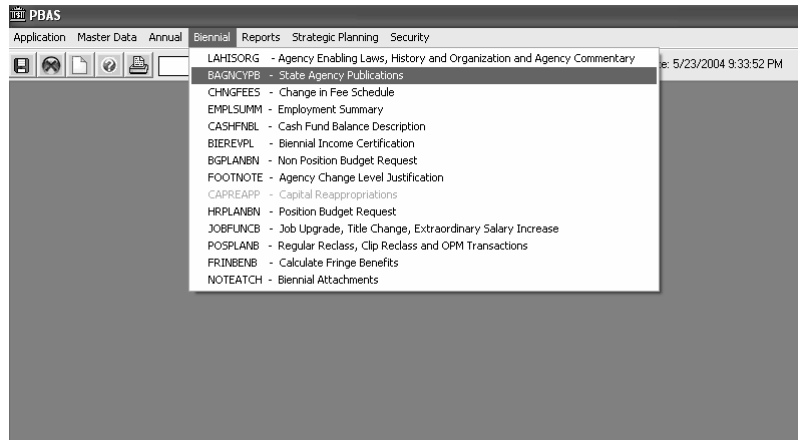 PBAS
Application Master Data Annual Biennial Reports Strategic Planning Security
LAHISORG - Agency Enabling Laws, History and Organization and Agency Commentary
e: 5/23/2004 9:33:52 PM
BAGNCYPB - State Agency Publications
CHNGFEES - Change in Fee Schedule
EMPLSUMM - Employment Summary
CASHFNBL - Cash Fund Balance Description
BIEREVPL - Biennial Income Certification
BGPLANBN - Non Position Budget Request
FOOTNOTE - Agency Change Level Justification
CAPREAPP - Capital Reappropriations
HRPLANBN - Position Budget Request
JOBFUNCB - Job Upgrade, Title Change, Extraordinary Salary Increase
POSPLANB - Regular Reclass, Clip Reclass and OPM Transactions
FRINBENB - Calculate Fringe Benefits
NOTEATCH - Biennial Attachments